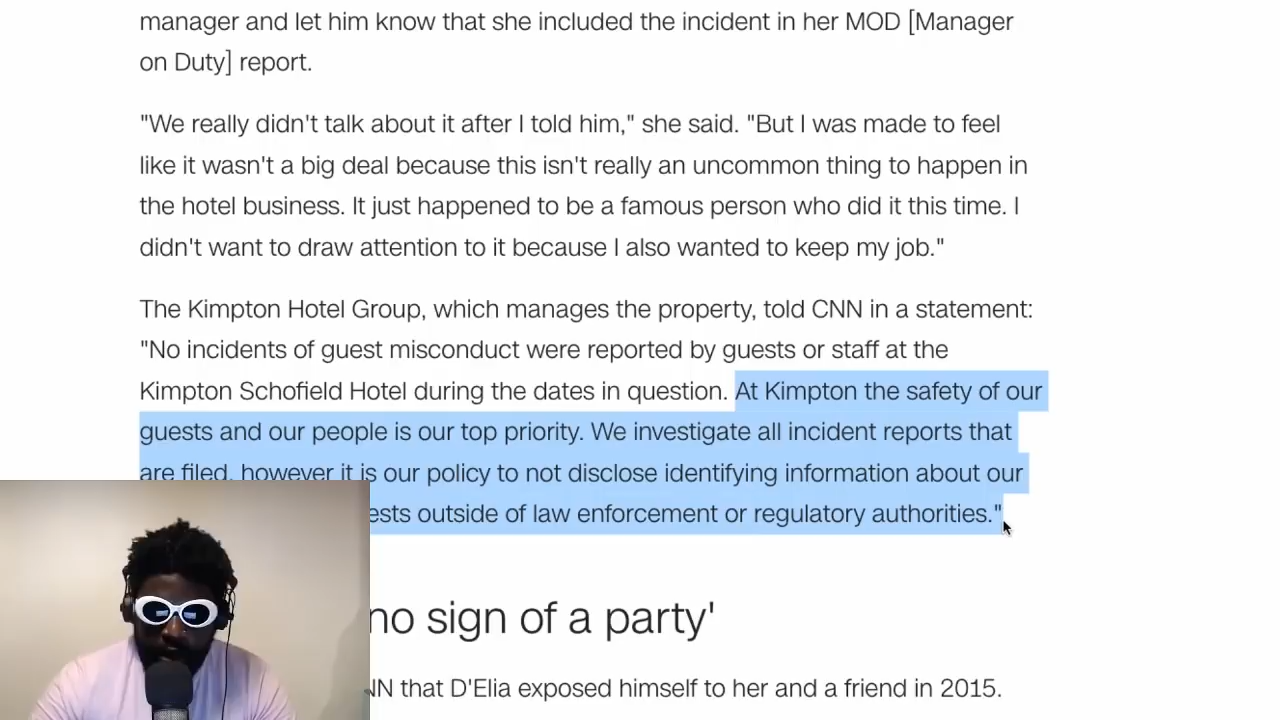 manager and let him know that she included the incident in her MOD [Manager
on Duty] report.
"We really didn't talk about it after I told him," she said. "But I was made to feel
like it wasn't a big deal because this isn't really an uncommon thing to happen in
the hotel business. It just happened to be a famous person who did it this time. I
didn't want to draw attention to it because I also wanted to keep my job."
The Kimpton Hotel Group, which manages the property, told CNN in a statement:
"No incidents of guest misconduct were reported by guests or staff at the
Kimpton Schofield Hotel during the dates in question. At Kimpton the safety of our
guests and our people is our top priority. We investigate all incident reports that
are filed, however it is our policy to not disclose identifying information about our
outside of law enforcement or regulatory authorities."
no sign of a party'
that D'Elia exposed himself to her and a friend in 2015.